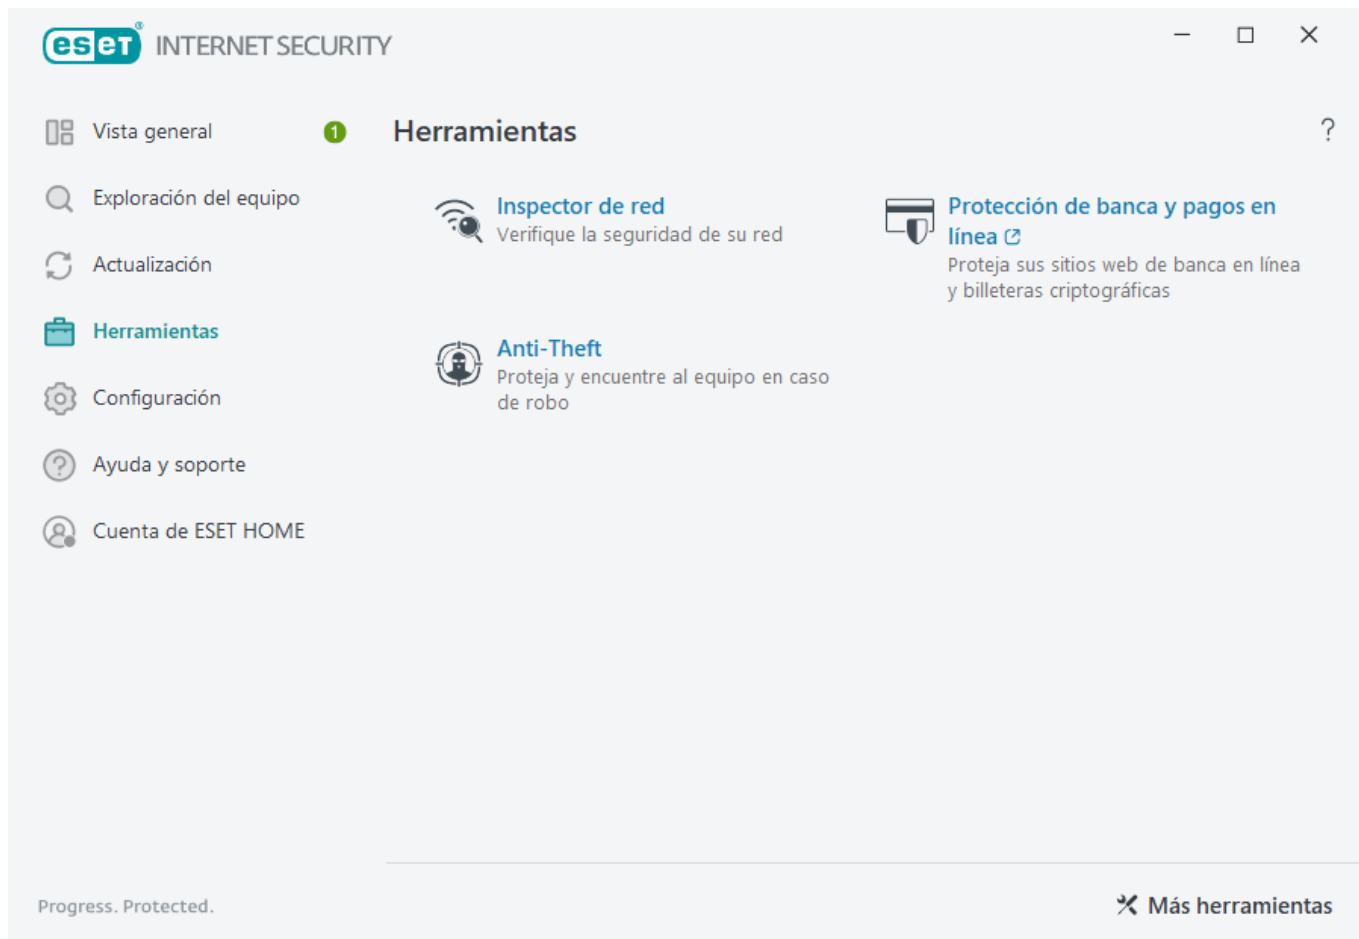 eset® INTERNET SECURITY
Vista general 1
Exploración del equipo
Actualización
Herramientas
Configuración
Ayuda y soporte
Cuenta de ESET HOME
Progress. Protected.
Herramientas ?
Inspector de red
Verifique la seguridad de su red
Protección de banca y pagos en
línea
Proteja sus sitios web de banca en línea
y billeteras criptográficas
Anti-Theft
Proteja y encuentre al equipo en caso
de robo
Más herramientas